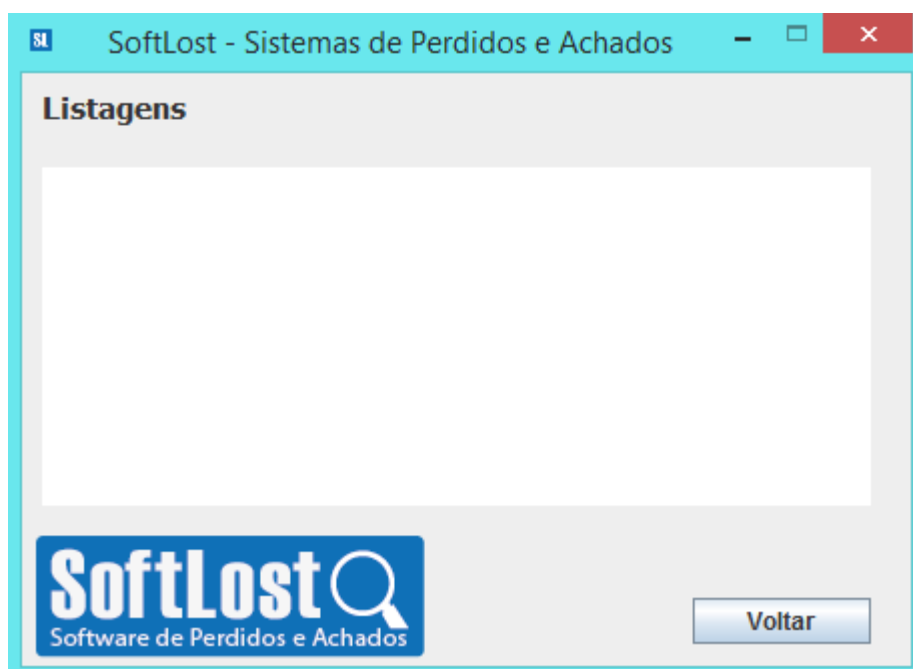 SL SoftLost - Sistemas de Perdidos e Achados
Listagens
SoftLost
Software de Perdidos e Achados
Voltar